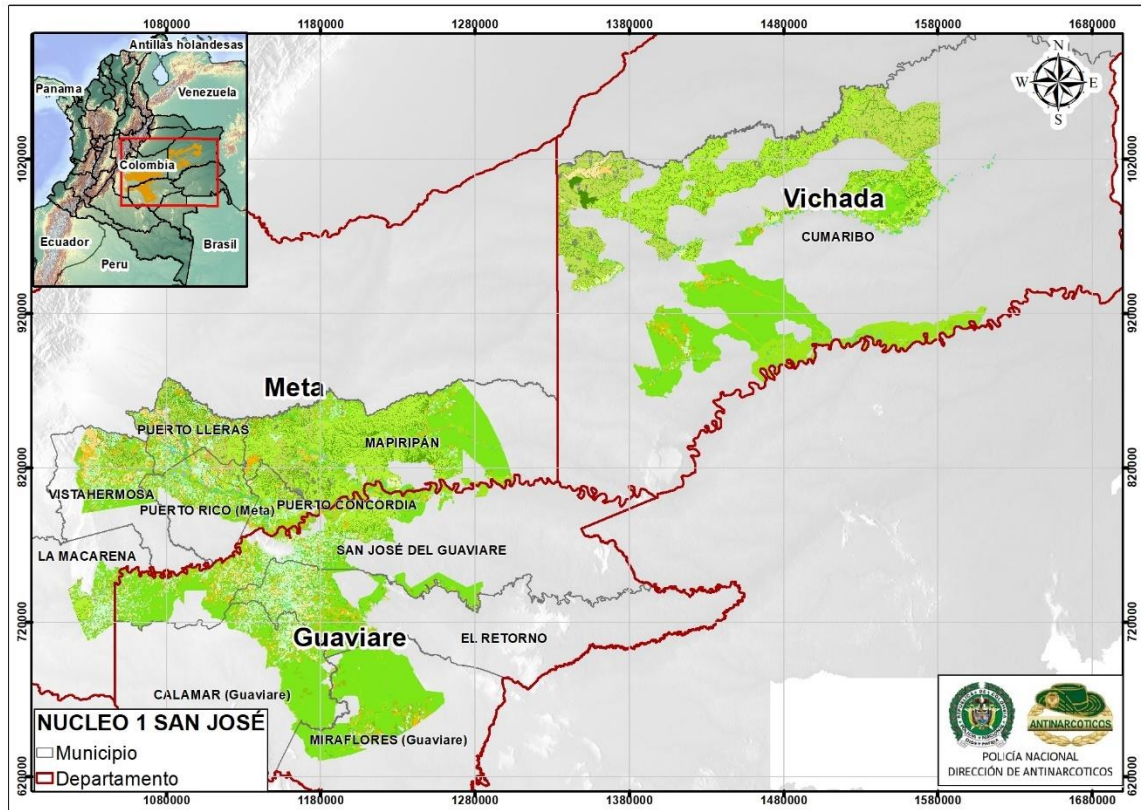 1080000 1180000 1280000 1380000 1480000 1580000 1680000
Antillas holandesas
Panama
Venezuela
Colombia
Ecuador
Brasil
Peru
N
W E
S
1020000 1020000
Vichada
CUMARIBO
920000 920000
Meta
PUERTO LLERAS
MAPIRIPÁN
820000 820000
VISTAHERMOSA
PUERTO RICO (Meta)
PUERTO CONCORDIA
SAN JOSÉ DEL GUAVIARE
LA MACARENA
720000 720000
Guaviare
EL RETORNO
CALAMAR (Guaviare)
MIRAFLORES (Guaviare)
NUCLEO 1 SAN JOSÉ
Municipio
Departamento
ANTINARCOTICOS
POLICÍA NACIONAL
DIRECCIÓN DE ANTINARCOTICOS
620000 620000
1080000 1180000 1280000 1380000 1480000 1580000 1680000